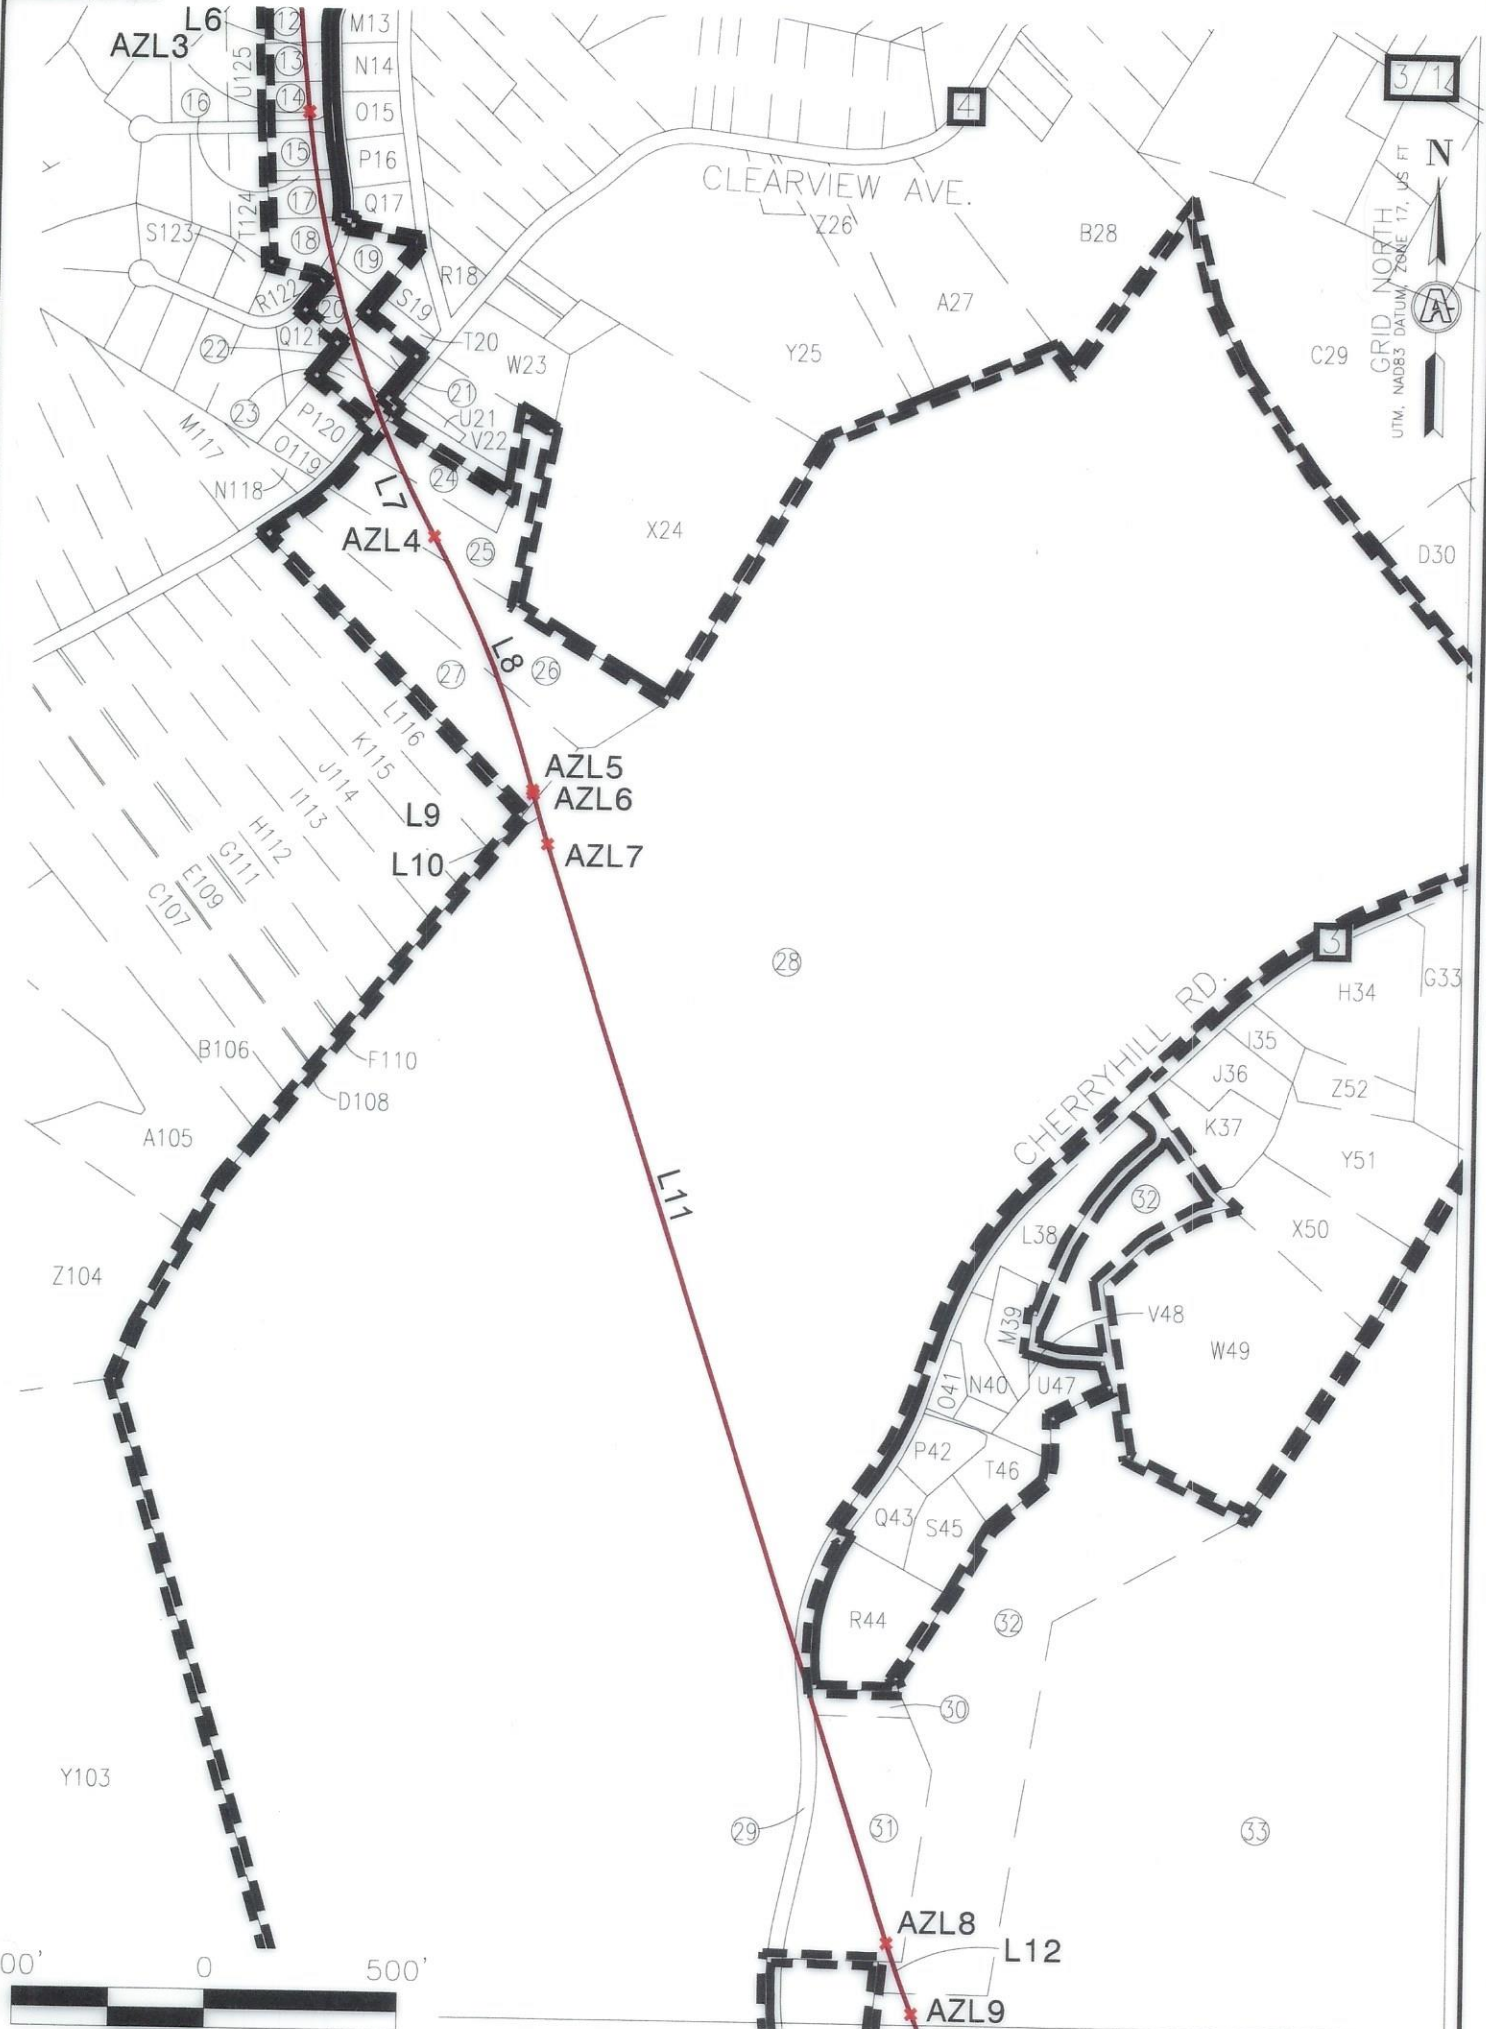 L6
AZL3
U125
12
13
14
15
16
17
18
19
20
21
22
23
M13
N14
O15
P16
Q17
R18
S19
T20
U21
V22
W23
T124
S123
R122
Q121
P120
O119
N118
M117
4
3/1
CLEARVIEW AVE.
Z26
B28
A27
Y25
C29
D30
X24
N
GRID NORTH
UTM, NAD83 DATUM, ZONE 17, US FT
A
24
L7
AZL4
25
L8
26
27
L116
K115
J114
I113
H112
G111
E109
C107
L9
L10
AZL5
AZL6
AZL7
28
B106
F110
D108
A105
Z104
L11
3
CHERRYHILL RD.
G33
H34
I35
J36
Z52
K37
Y51
32
X50
L38
M39
V48
W49
N40
U47
O41
P42
T46
Q43
S45
R44
32
30
Y103
29
31
33
AZL8
L12
AZL9
00'
0
500'